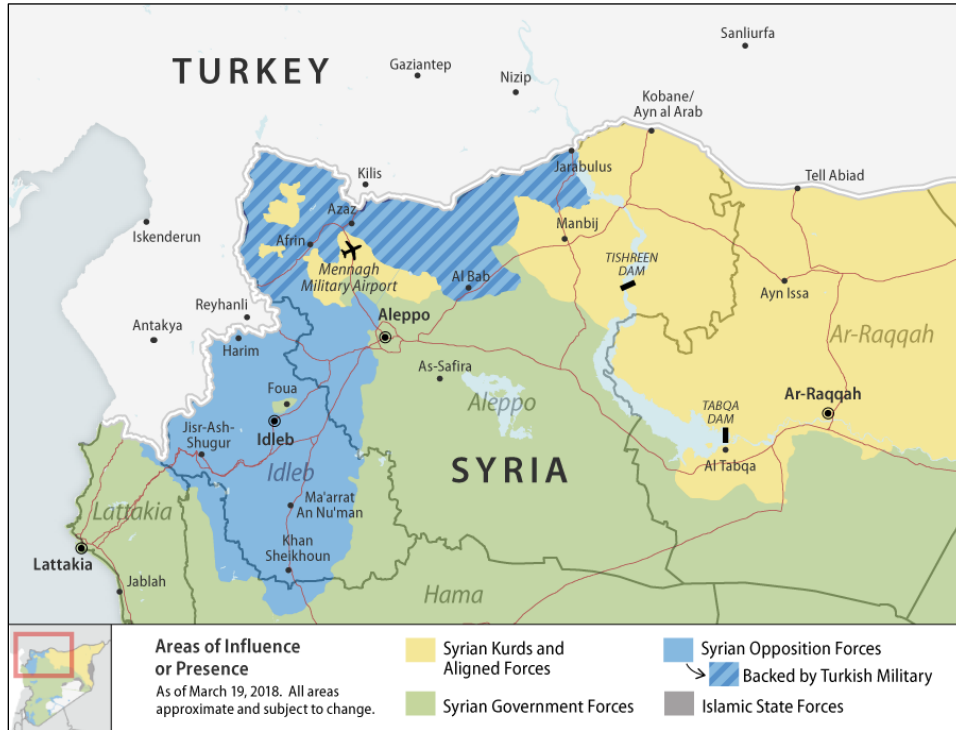 Sanliurfa
TURKEY
Gaziantep
Nizip
Kobane/
Ayn al Arab
Kilis
Jarabulus
Tell Abiad
Azaz
Iskenderun
Afrin
Manbij
Mennagh
Military Airport
TISHREEN
DAM
Al Bab
Ayn Issa
Reyhanli
Antakya
Aleppo
Harim
Ar-Raqqah
As-Safira
Foua
Aleppo
Ar-Raqqah
TABQA
DAM
Idleb
Jisr-Ash-
Shugur
Al Tabqa
SYRIA
Idleb
Ma'arrat
An Nu'man
Lattakia
Khan
Sheikhoun
Lattakia
Jablah
Hama
Areas of Influence
or Presence
As of March 19, 2018. All areas
approximate and subject to change.
Syrian Kurds and
Aligned Forces
Syrian Government Forces
Syrian Opposition Forces
Backed by Turkish Military
Islamic State Forces